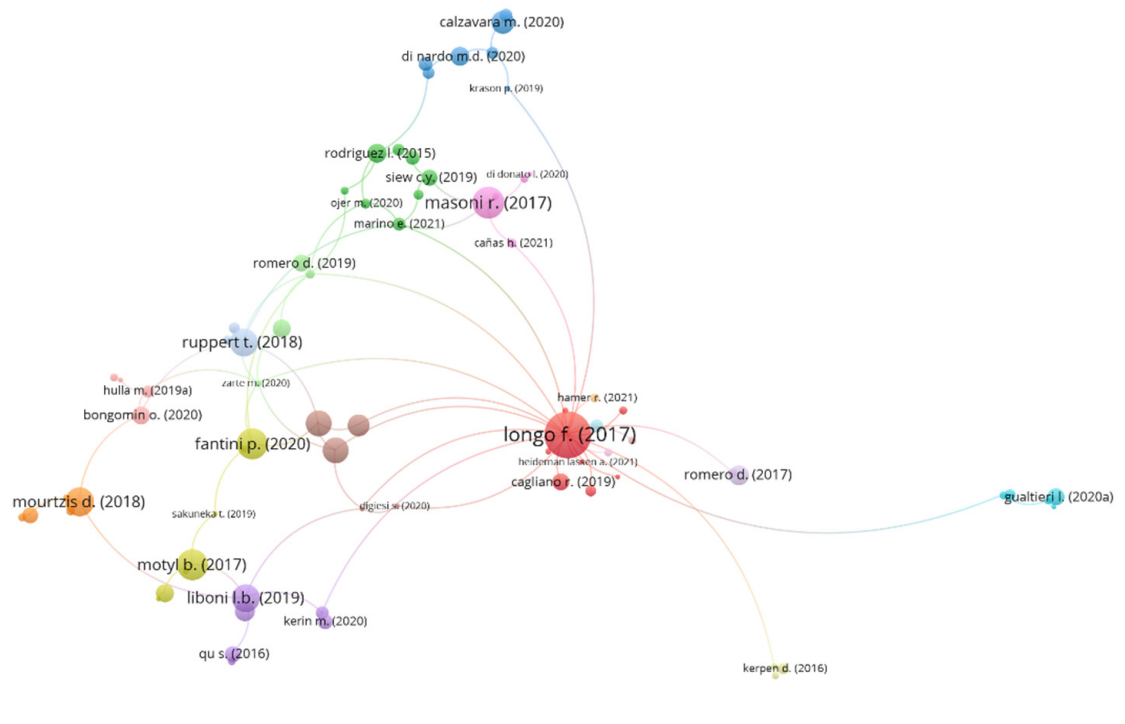 calzavara m. (2020)
di nardo m.d. (2020)
krason p. (2019)
rodriguez l. (2015)
siew c.y. (2019)
di donato l. (2020)
ojer m. (2020)
masoni r. (2017)
marino e. (2021)
cañas h. (2021)
romero d. (2019)
ruppert t. (2018)
zarte m. (2020)
hulla m. (2019a)
hamer r. (2021)
bongomin o. (2020)
longo f. (2017)
fantini p. (2020)
heideman lassen a. (2021)
romero d. (2017)
cagliano r. (2019)
gualtieri l. (2020a)
mourtzis d. (2018)
digiesi s. (2020)
sakuneka t. (2019)
motyl b. (2017)
liboni l.b. (2019)
kerin m. (2020)
qu s. (2016)
kerpen d. (2016)